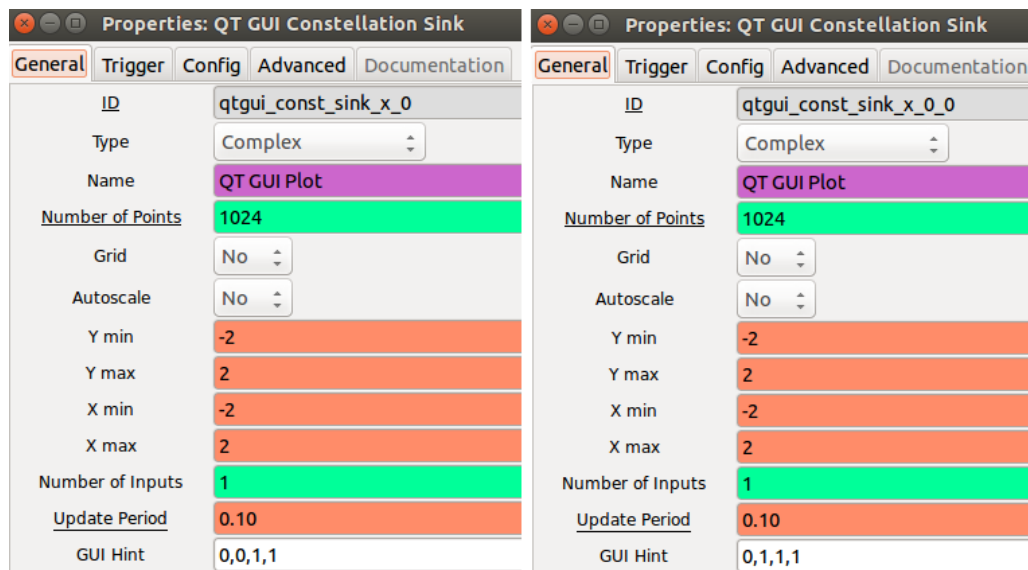 Properties: QT GUI Constellation Sink
General Trigger Config Advanced Documentation
ID qtgui_const_sink_x_0
Type Complex
Name QT GUI Plot
Number of Points 1024
Grid No
Autoscale No
Y min -2
Y max 2
X min -2
X max 2
Number of Inputs 1
Update Period 0.10
GUI Hint 0,0,1,1
Properties: QT GUI Constellation Sink
General Trigger Config Advanced Documentation
ID qtgui_const_sink_x_0_0
Type Complex
Name QT GUI Plot
Number of Points 1024
Grid No
Autoscale No
Y min -2
Y max 2
X min -2
X max 2
Number of Inputs 1
Update Period 0.10
GUI Hint 0,1,1,1